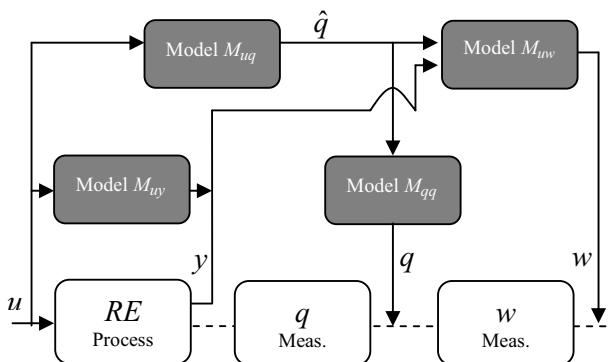 q̂
Model M_uq
Model M_uw
Model M_uy
Model M_qq
y
q
w
u
RE
Process
q
Meas.
w
Meas.